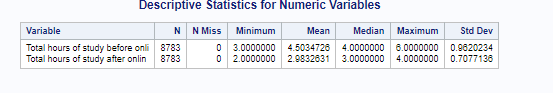 Descriptive Statistics for Numeric Variables
Variable N N Miss Minimum Mean Median Maximum Std Dev
Total hours of study before onli 8783 0 3.0000000 4.5034726 4.0000000 6.0000000 0.9620234
Total hours of study after onlin 8783 0 2.0000000 2.9832631 3.0000000 4.0000000 0.7077136